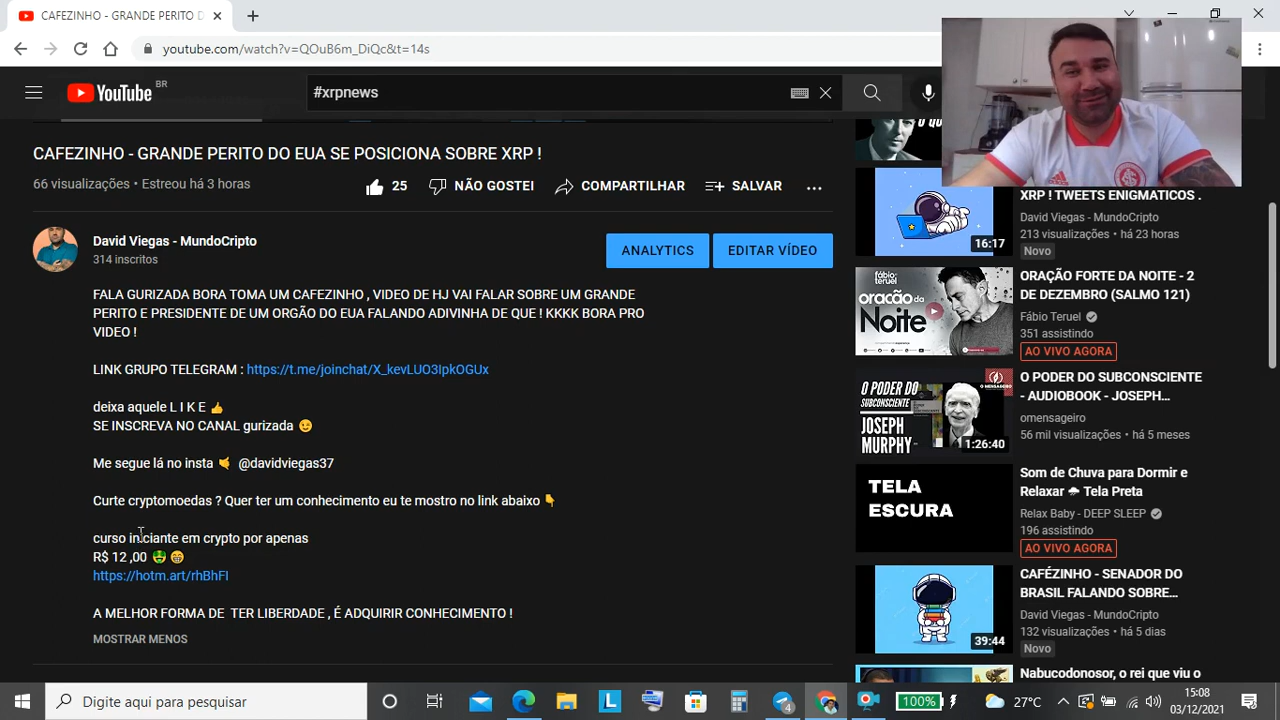 CAFEZINHO - GRANDE PERITO D
youtube.com/watch?v=QOuB6m_DiQc&t=14s
YouTube BR
#xrpnews
CAFEZINHO - GRANDE PERITO DO EUA SE POSICIONA SOBRE XRP !
66 visualizações • Estreou há 3 horas
25
NÃO GOSTEI
COMPARTILHAR
SALVAR
David Viegas - MundoCripto
314 inscritos
ANALYTICS
EDITAR VÍDEO
FALA GURIZADA BORA TOMA UM CAFEZINHO , VIDEO DE HJ VAI FALAR SOBRE UM GRANDE
PERITO E PRESIDENTE DE UM ORGÃO DO EUA FALANDO ADIVINHA DE QUE ! KKKK BORA PRO
VIDEO !
LINK GRUPO TELEGRAM : https://t.me/joinchat/X_kevLUO3IpkOGUx
deixa aquele L I K E 👍
SE INSCREVA NO CANAL gurizada 😉
Me segue lá no insta 🤙 @davidviegas37
Curte cryptomoedas ? Quer ter um conhecimento eu te mostro no link abaixo 👇
curso iniciante em crypto por apenas
R$ 12 ,00 🤑 😁
https://hotm.art/rhBhFI
A MELHOR FORMA DE TER LIBERDADE , É ADQUIRIR CONHECIMENTO !
MOSTRAR MENOS
O QU
XRP ! TWEETS ENIGMATICOS .
David Viegas - MundoCripto
213 visualizações • há 23 horas
Novo
16:17
fábio teruel
oração da Noite
ORAÇÃO FORTE DA NOITE - 2
DE DEZEMBRO (SALMO 121)
Fábio Teruel
351 assistindo
AO VIVO AGORA
O PODER DO
SUBCONSCIENTE
JOSEPH
MURPHY
1:26:40
O PODER DO SUBCONSCIENTE
- AUDIOBOOK - JOSEPH…
omensageiro
56 mil visualizações • há 5 meses
TELA
ESCURA
Som de Chuva para Dormir e
Relaxar 🌧 Tela Preta
Relax Baby - DEEP SLEEP
196 assistindo
AO VIVO AGORA
39:44
CAFÉZINHO - SENADOR DO
BRASIL FALANDO SOBRE…
David Viegas - MundoCripto
132 visualizações • há 5 dias
Novo
Nabucodonosor, o rei que viu o
Digite aqui para pesquisar
L
4
100%
27°C
15:08
03/12/2021